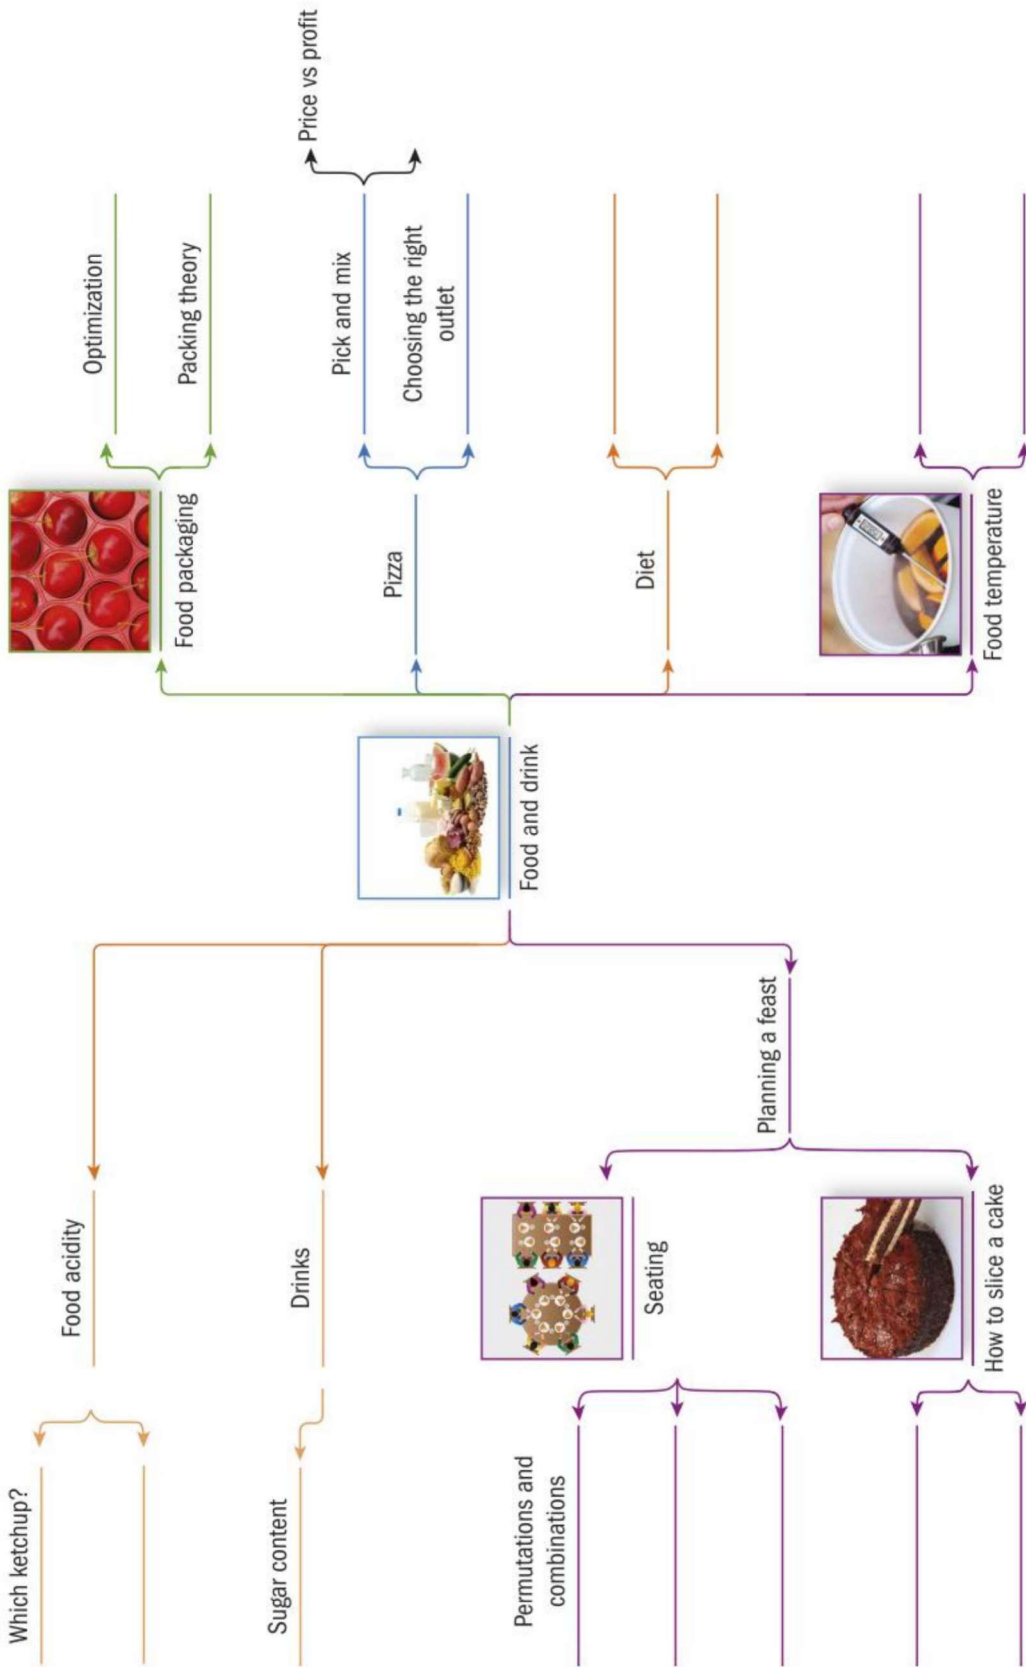 Which ketchup?
Food acidity
Sugar content
Drinks
Permutations and
combinations
Seating
Planning a feast
How to slice a cake
Food and drink
Food packaging
Optimization
Packing theory
Pizza
Pick and mix
Price vs profit
Choosing the right
outlet
Diet
Food temperature